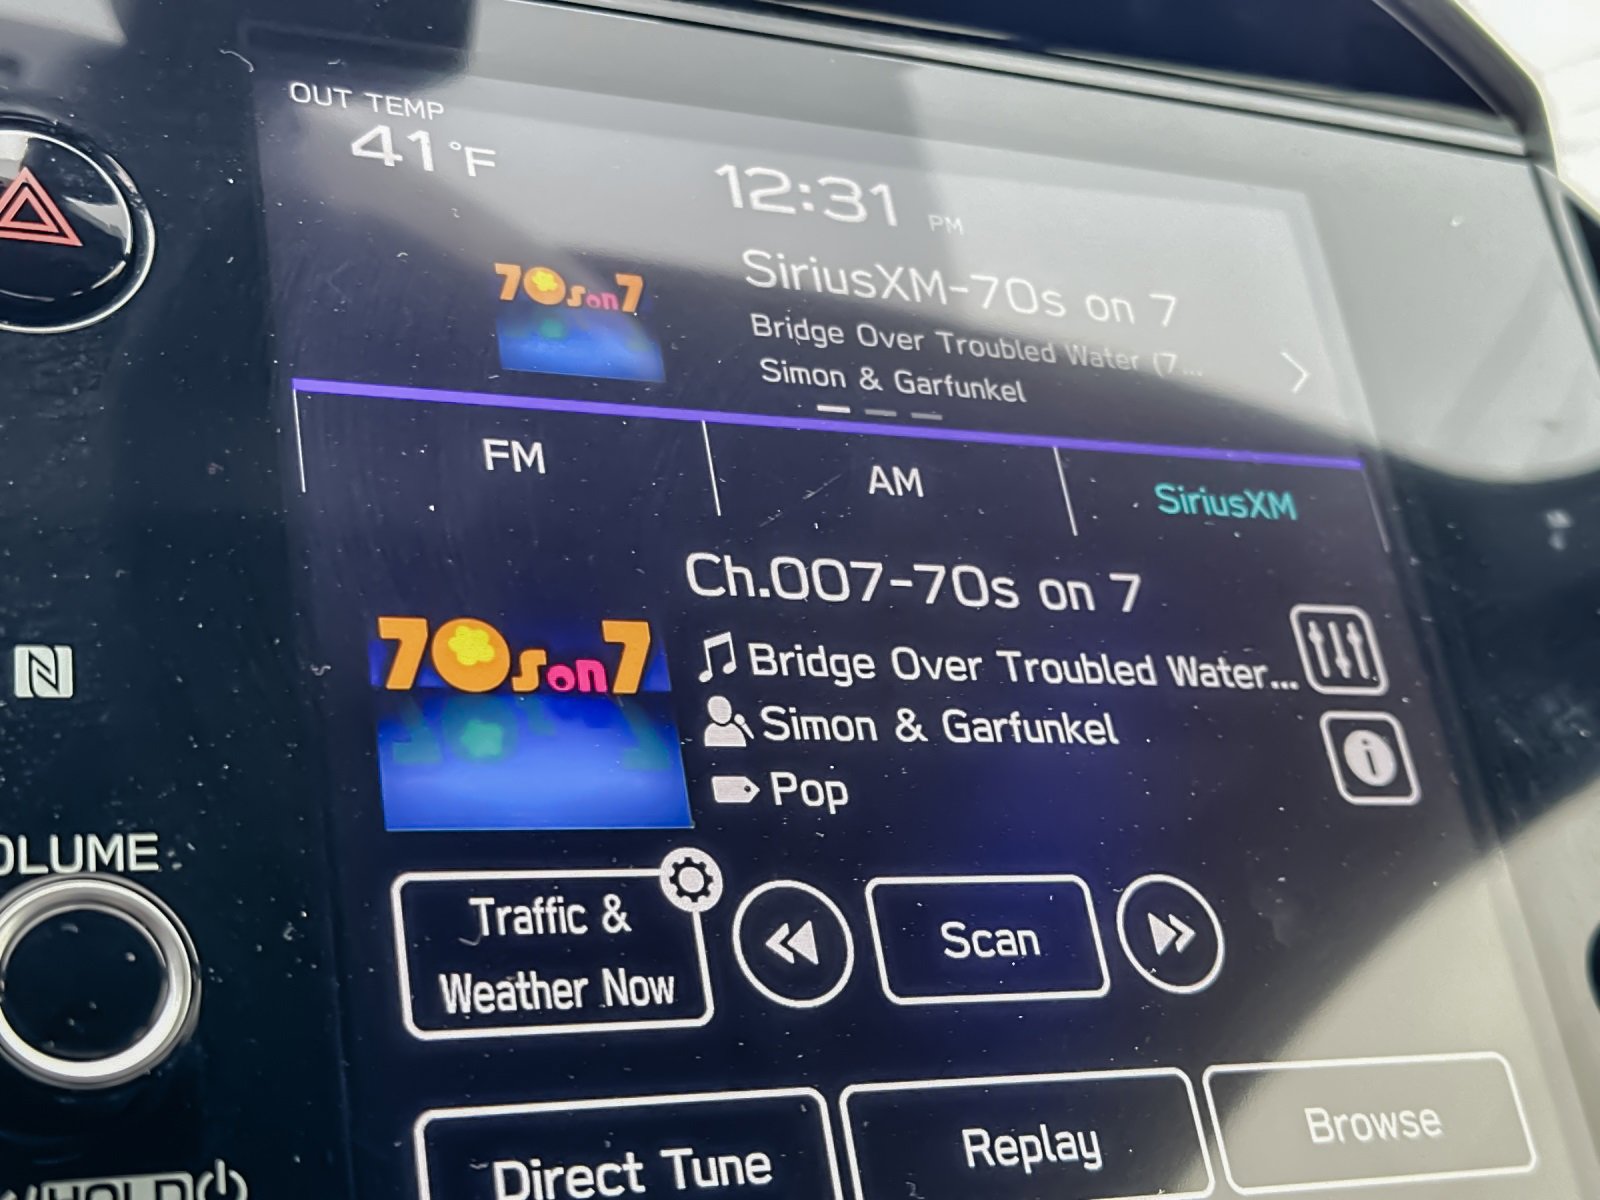 OUT TEMP
41°F
12:31 PM
70s on 7
SiriusXM-70s on 7
Bridge Over Troubled Water (7...
Simon & Garfunkel
FM
AM
SiriusXM
Ch.007-70s on 7
70s on 7
Bridge Over Troubled Water...
Simon & Garfunkel
Pop
OLUME
Traffic &
Weather Now
Scan
Direct Tune
Replay
Browse
/HOLD